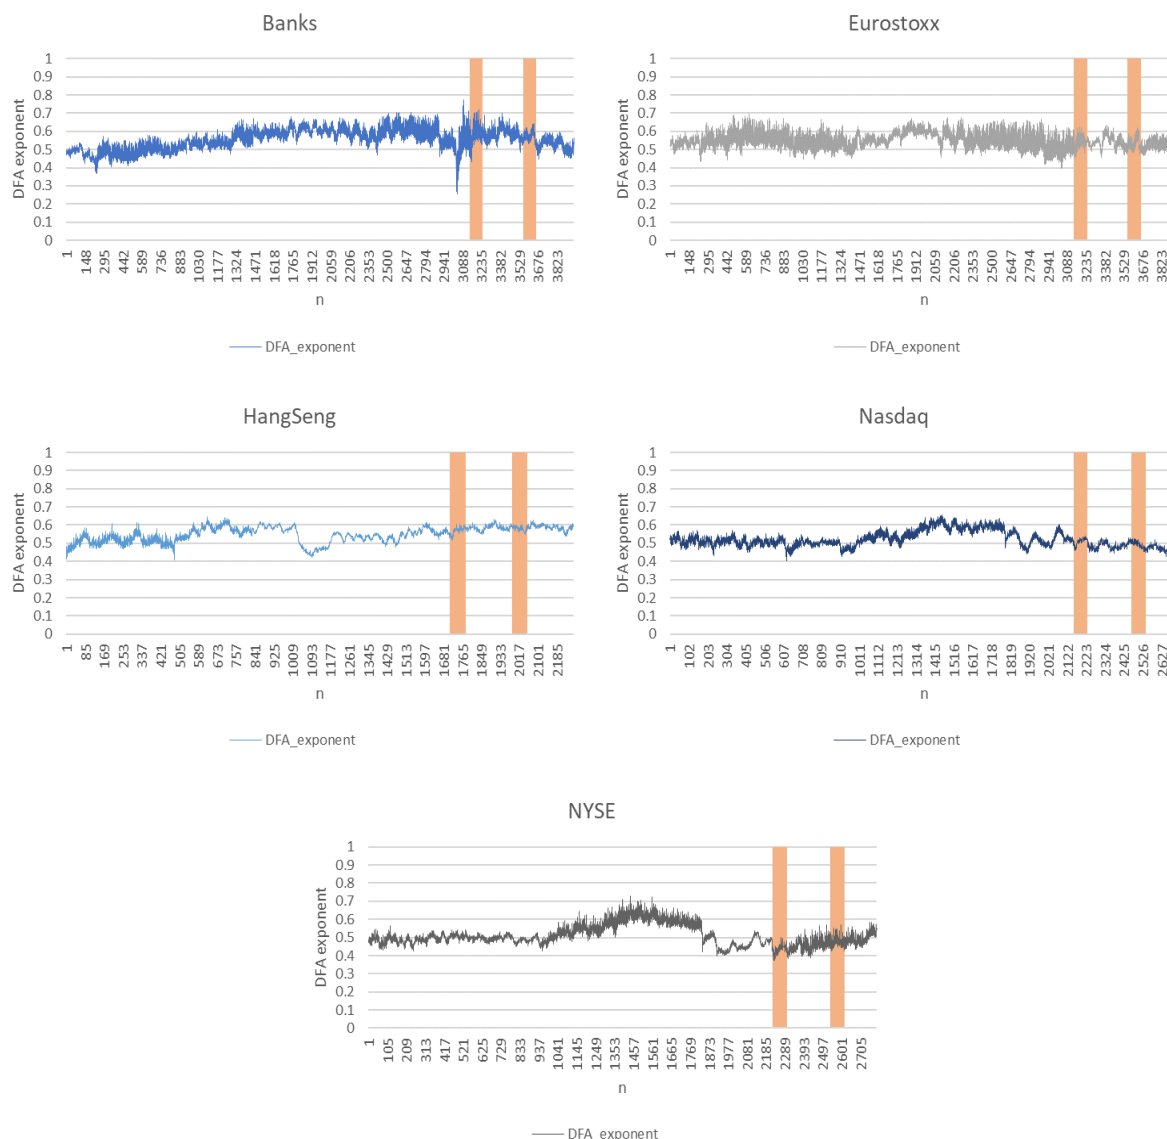 Banks
1
0.9
0.8
0.7
0.6
0.5
0.4
0.3
0.2
0.1
0
DFA exponent
1 148 295 442 589 736 883 1030 1177 1324 1471 1618 1765 1912 2059 2206 2353 2500 2647 2794 2941 3088 3235 3382 3529 3676 3823
n
DFA_exponent
Eurostoxx
1
0.9
0.8
0.7
0.6
0.5
0.4
0.3
0.2
0.1
0
DFA exponent
1 148 295 442 589 736 883 1030 1177 1324 1471 1618 1765 1912 2059 2206 2353 2500 2647 2794 2941 3088 3235 3382 3529 3676 3823
n
DFA_exponent
HangSeng
1
0.9
0.8
0.7
0.6
0.5
0.4
0.3
0.2
0.1
0
DFA exponent
1 85 169 253 337 421 505 589 673 757 841 925 1009 1093 1177 1261 1345 1429 1513 1597 1681 1765 1849 1933 2017 2101 2185
n
DFA_exponent
Nasdaq
1
0.9
0.8
0.7
0.6
0.5
0.4
0.3
0.2
0.1
0
DFA exponent
1 102 203 304 405 506 607 708 809 910 1011 1112 1213 1314 1415 1516 1617 1718 1819 1920 2021 2122 2223 2324 2425 2526 2627
n
DFA_exponent
NYSE
1
0.9
0.8
0.7
0.6
0.5
0.4
0.3
0.2
0.1
0
DFA exponent
1 105 209 313 417 521 625 729 833 937 1041 1145 1249 1353 1457 1561 1665 1769 1873 1977 2081 2185 2289 2393 2497 2601 2705
n
DFA_exponent